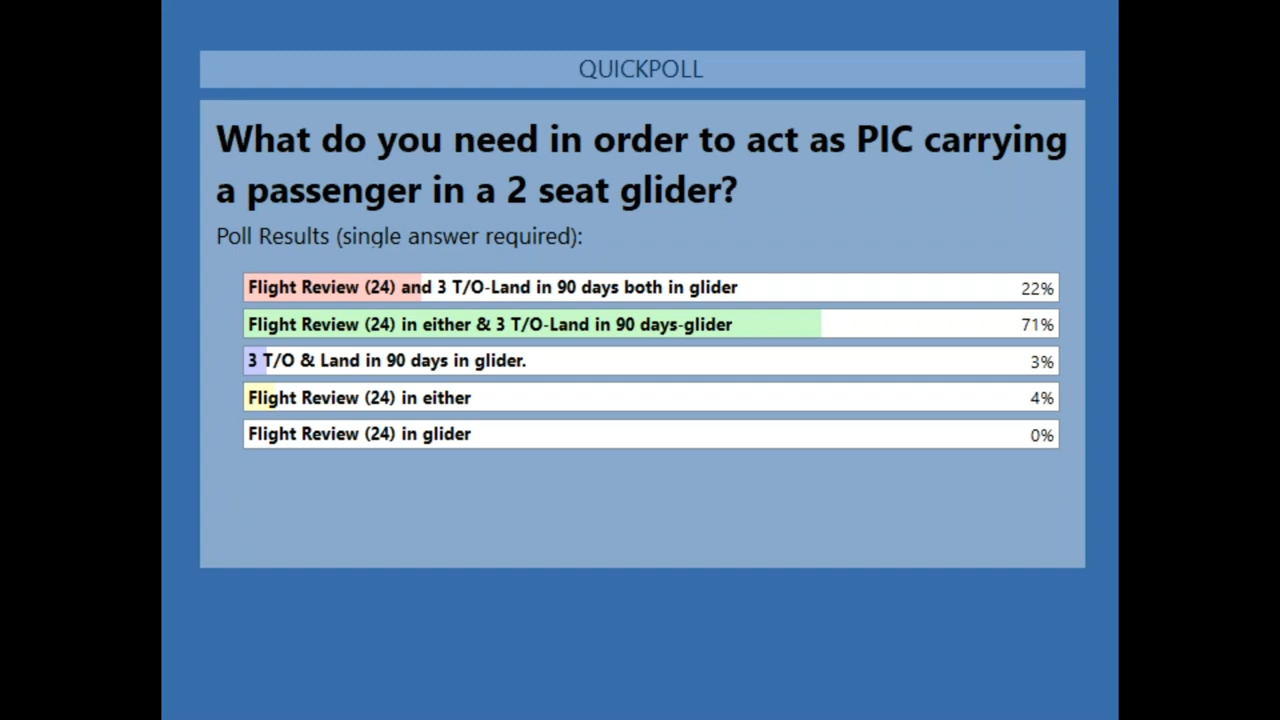 QUICKPOLL
What do you need in order to act as PIC carrying
a passenger in a 2 seat glider?
Poll Results (single answer required):
Flight Review (24) and 3 T/O-Land in 90 days both in glider 22%
Flight Review (24) in either & 3 T/O-Land in 90 days-glider 71%
3 T/O & Land in 90 days in glider. 3%
Flight Review (24) in either 4%
Flight Review (24) in glider 0%